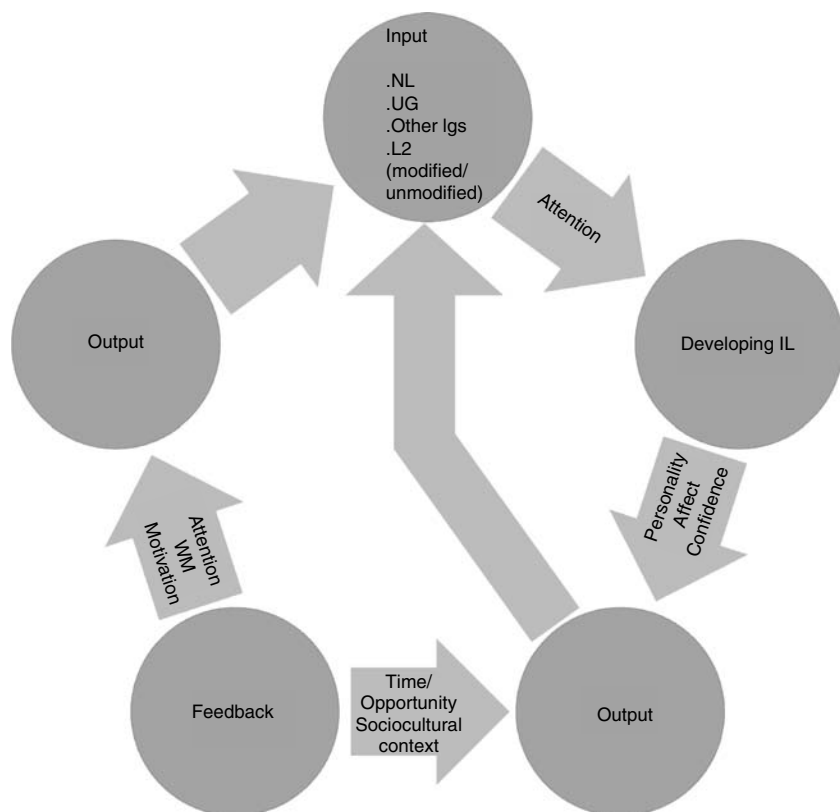 Input
.NL
.UG
.Other lgs
.L2
(modified/
unmodified)
Attention
Developing IL
Personality
Affect
Confidence
Output
Time/
Opportunity
Sociocultural
context
Feedback
Attention
WM
Motivation
Output